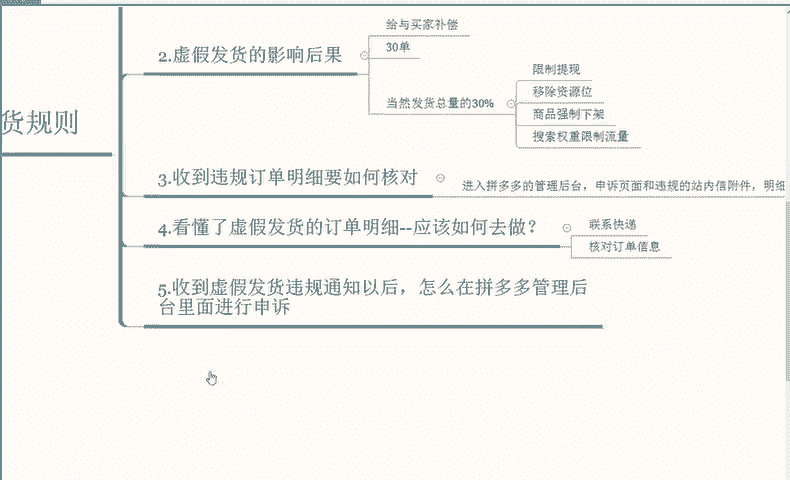 给与买家补偿
2.虚假发货的影响后果
30单
限制提现
移除资源位
当然发货总量的30%
商品强制下架
搜索权重限制流量
货规则
3.收到违规订单明细要如何核对
进入拼多多的管理后台，申诉页面和违规的站内信附件，明细
4.看懂了虚假发货的订单明细--应该如何去做？
联系快递
核对订单信息
5.收到虚假发货违规通知以后，怎么在拼多多管理后
台里面进行申诉